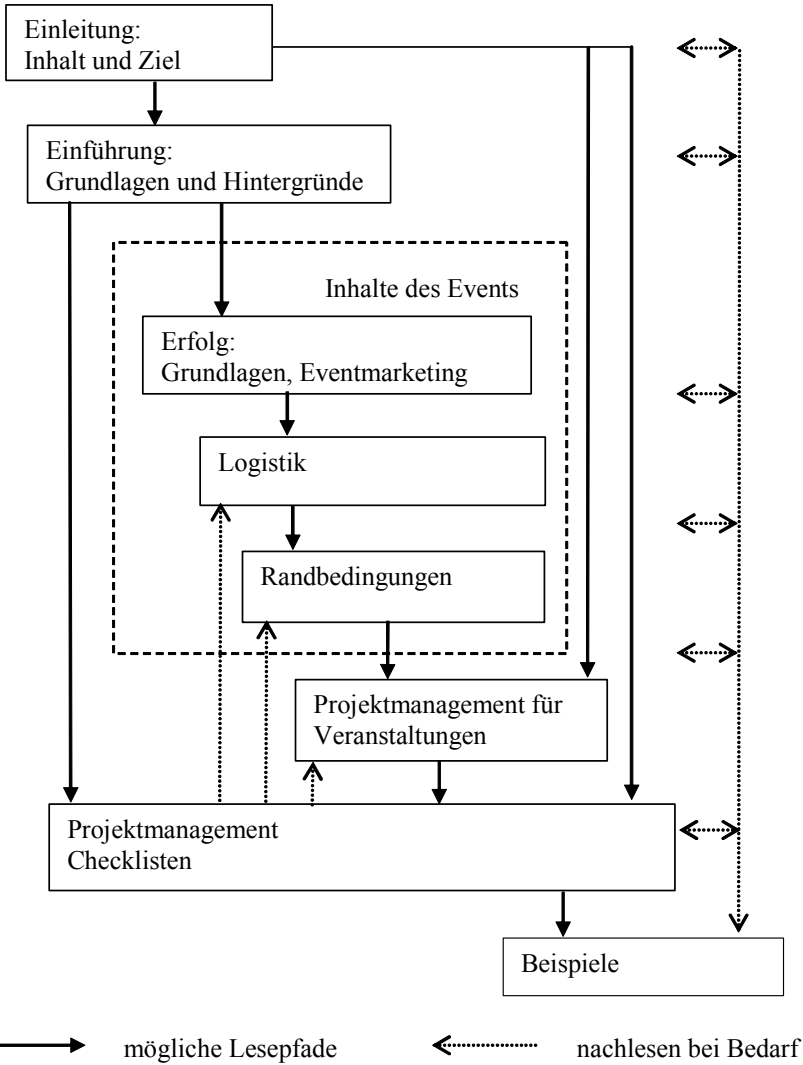 Einleitung:
Inhalt und Ziel
Einführung:
Grundlagen und Hintergründe
Inhalte des Events
Erfolg:
Grundlagen, Eventmarketing
Logistik
Randbedingungen
Projektmanagement für
Veranstaltungen
Projektmanagement
Checklisten
Beispiele
mögliche Lesepfade
nachlesen bei Bedarf